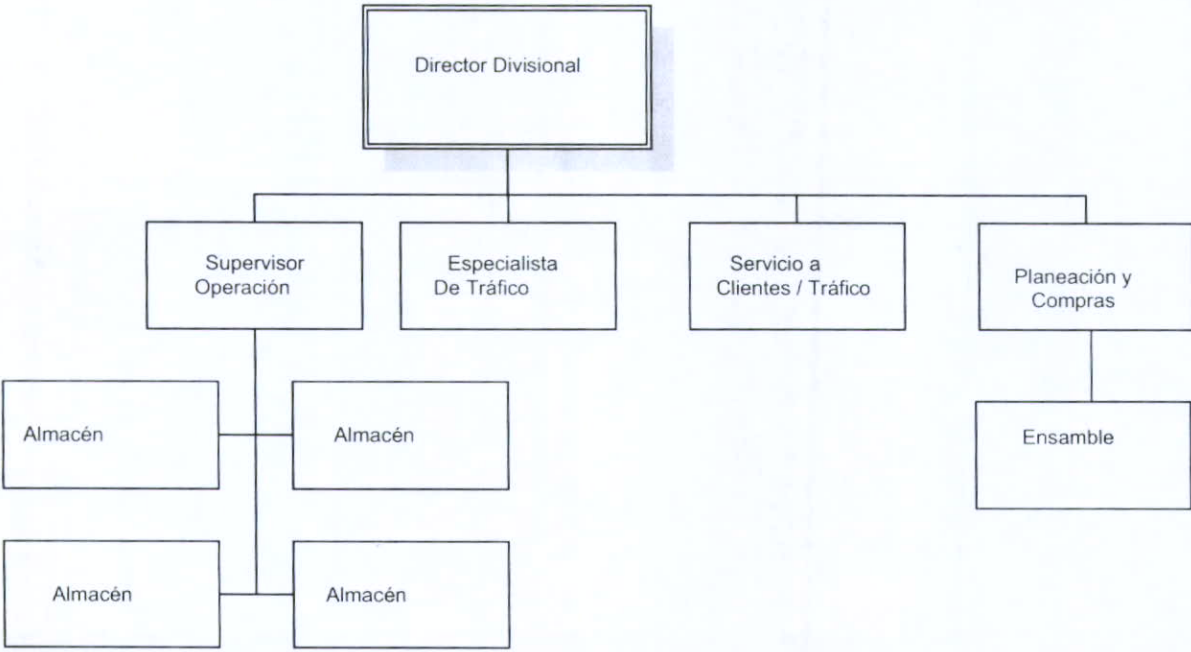 Director Divisional
Supervisor
Operación
Especialista
De Tráfico
Servicio a
Clientes / Tráfico
Planeación y
Compras
Almacén
Almacén
Ensamble
Almacén
Almacén